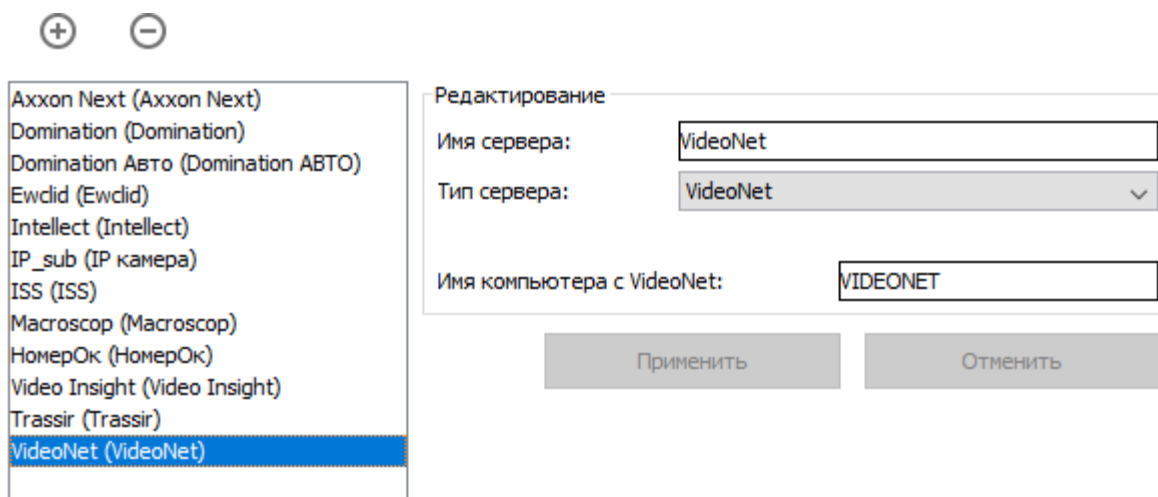 Axxon Next (Axxon Next)
Domination (Domination)
Domination Авто (Domination АВТО)
Ewclid (Ewclid)
Intellect (Intellect)
IP_sub (IP камера)
ISS (ISS)
Macroscop (Macroscop)
НомерОк (НомерОк)
Video Insight (Video Insight)
Trassir (Trassir)
VideoNet (VideoNet)
Редактирование
Имя сервера: VideoNet
Тип сервера: VideoNet
Имя компьютера с VideoNet: VIDEONET
Применить Отменить